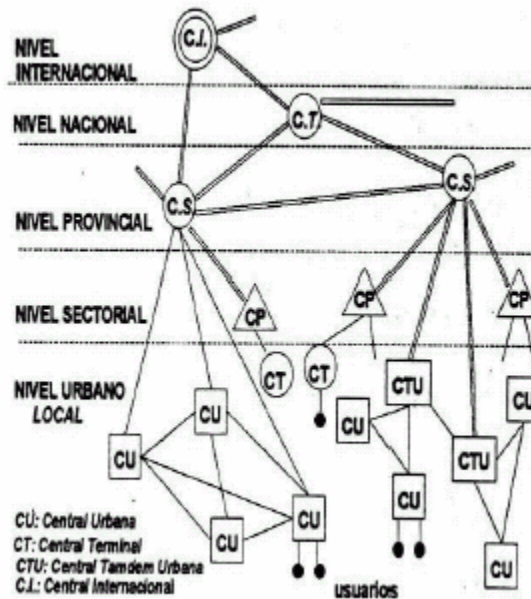 C.I.
NIVEL
INTERNACIONAL
NIVEL NACIONAL
C.T.
C.S.
C.S.
NIVEL PROVINCIAL
NIVEL SECTORIAL
CP
CP
CP
CT
CT
NIVEL URBANO
LOCAL
CTU
CU
CU
CU
CU
CTU
CU
CU
CU
CU
CU: Central Urbana
CT: Central Terminal
CTU: Central Tamdem Urbana
C.I.: Central Internacional
usuarios